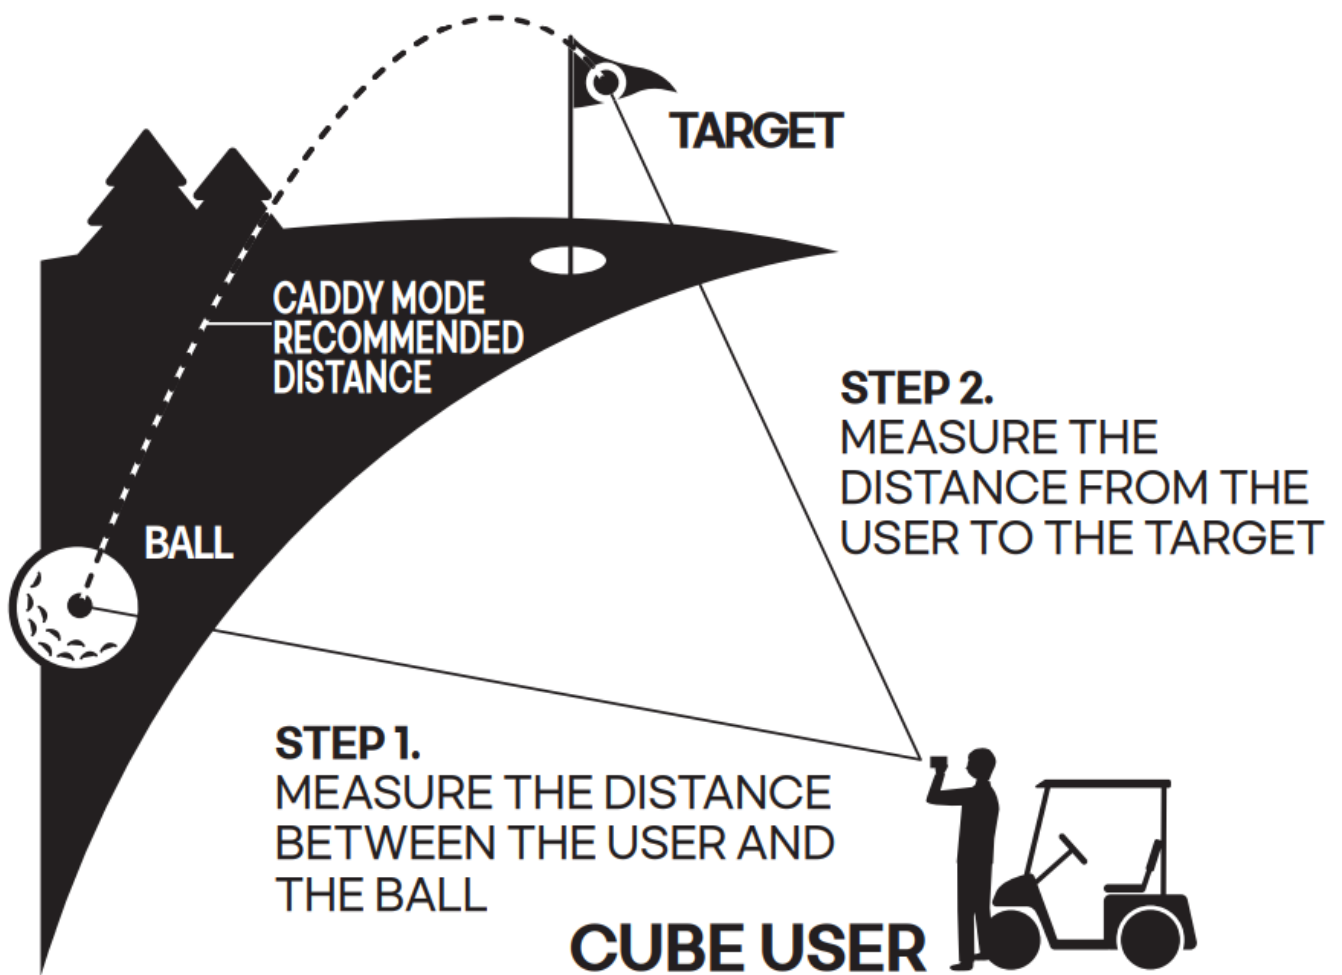 TARGET
CADDY MODE
RECOMMENDED
DISTANCE
STEP 2.
MEASURE THE
DISTANCE FROM THE
USER TO THE TARGET
BALL
STEP 1.
MEASURE THE DISTANCE
BETWEEN THE USER AND
THE BALL
CUBE USER